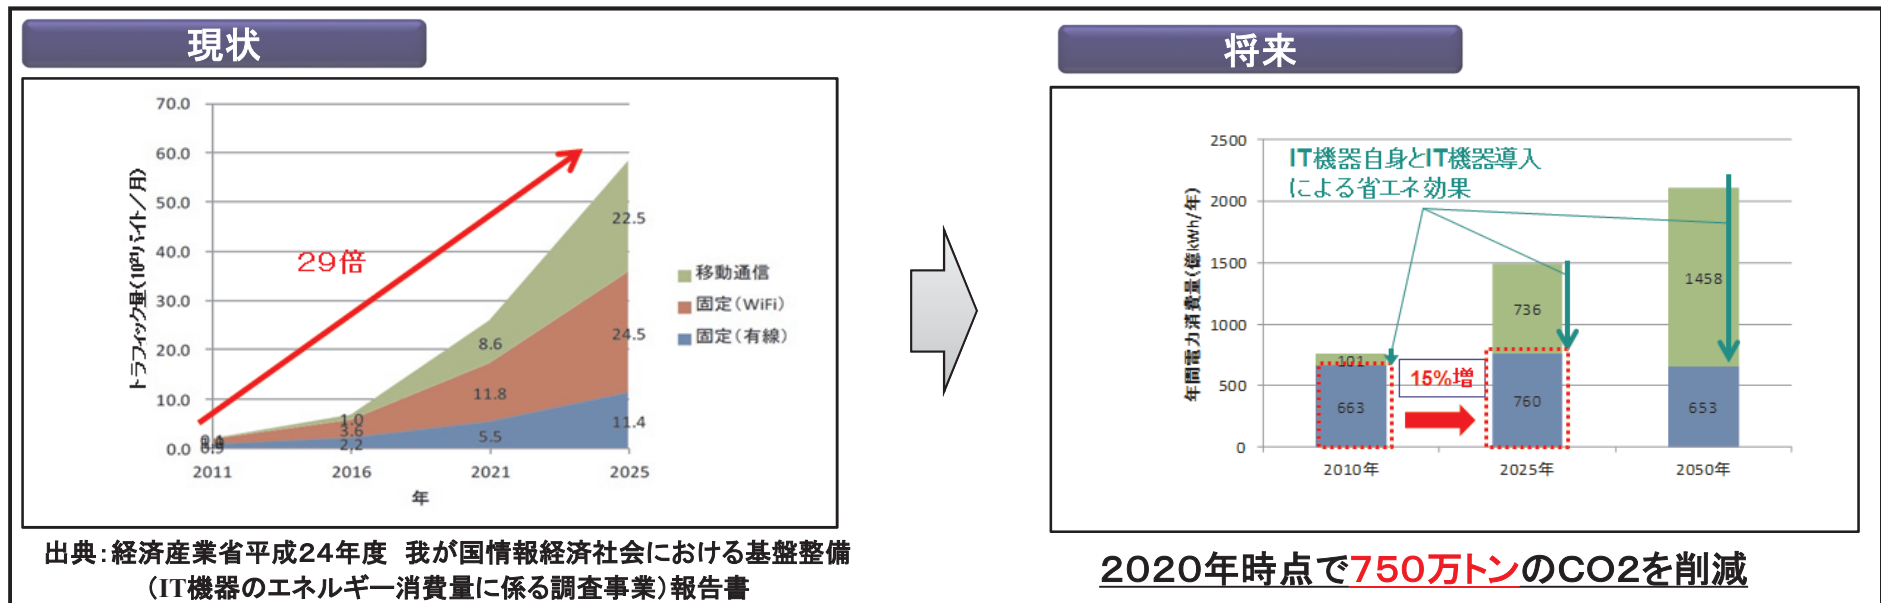 現状
70.0
60.0
50.0
40.0
30.0
20.0
10.0
0.0
トラフィック量(10²¹バイト/月)
29倍
22.5
24.5
11.4
8.6
11.8
5.5
1.0
3.6
2.2
2011
2016
2021
2025
年
移動通信
固定(WiFi)
固定(有線)
出典:経済産業省平成24年度 我が国情報経済社会における基盤整備
(IT機器のエネルギー消費量に係る調査事業)報告書
将来
2500
2000
1500
1000
500
0
年間電力消費量(億kWh/年)
IT機器自身とIT機器導入
による省エネ効果
101
663
15%増
736
760
1458
653
2010年
2025年
2050年
2020年時点で750万トンのCO2を削減